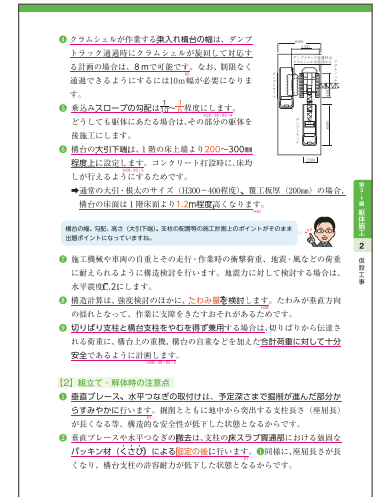 ❹ クラムシェルが作業する乗入れ構台の幅は、ダンプ
トラック通過時にクラムシェルが旋回して対応す
る計画の場合は、8mで可能です。なお、制限なく
通過できるようにするには10m幅が必要になりま
す。
❺ 乗込みスロープの勾配は1/10〜1/6程度にします。
どうしても躯体にあたる場合は、その部分の躯体を
後施工にします。
❻ 構台の大引下端は、1階の床上端より200〜300mm
程度上に設定します。コンクリート打設時に、床均
しが行えるようにするためです。
➡通常の大引・根太のサイズ（H300〜400程度）、覆工板厚（200mm）の場合、
構台の床面は1階床面より1.2m程度高くなります。
構台の幅、勾配、高さ（大引下端）。支柱の配置等の施工計画上のポイントがそのまま
出題ポイントになっていますね。
❼ 施工機械や車両の自重とその走行・作業時の衝撃荷重、地震・風などの荷重
に耐えられるように構造検討を行います。地震力に対して検討する場合は、
水平震度0.2にします。
❽ 構造計算は、強度検討のほかに、たわみ量を検討します。たわみが垂直方向
の揺れとなって、作業に支障をきたすおそれがあるためです。
❾ 切りばり支柱と構台支柱をやむを得ず兼用する場合は、切りばりから伝達さ
れる荷重に、構台上の重機、構台の自重などを加えた合計荷重に対して十分
安全であるように計画します。
【2】組立て・解体時の注意点
❶ 垂直ブレース、水平つなぎの取付けは、予定深さまで掘削が進んだ部分か
らすみやかに行います。掘削とともに地中から突出する支柱長さ（座屈長）
が長くなる等、構造的な安全性が低下した状態となるからです。
❷ 垂直ブレースや水平つなぎの撤去は、支柱の床スラブ貫通部における強固な
パッキン材（くさび）による固定の後に行います。❶同様に、座屈長さが長
くなり、構台支柱の許容耐力が低下した状態となるからです。
第3-1編
躯体施工
2
仮設工事